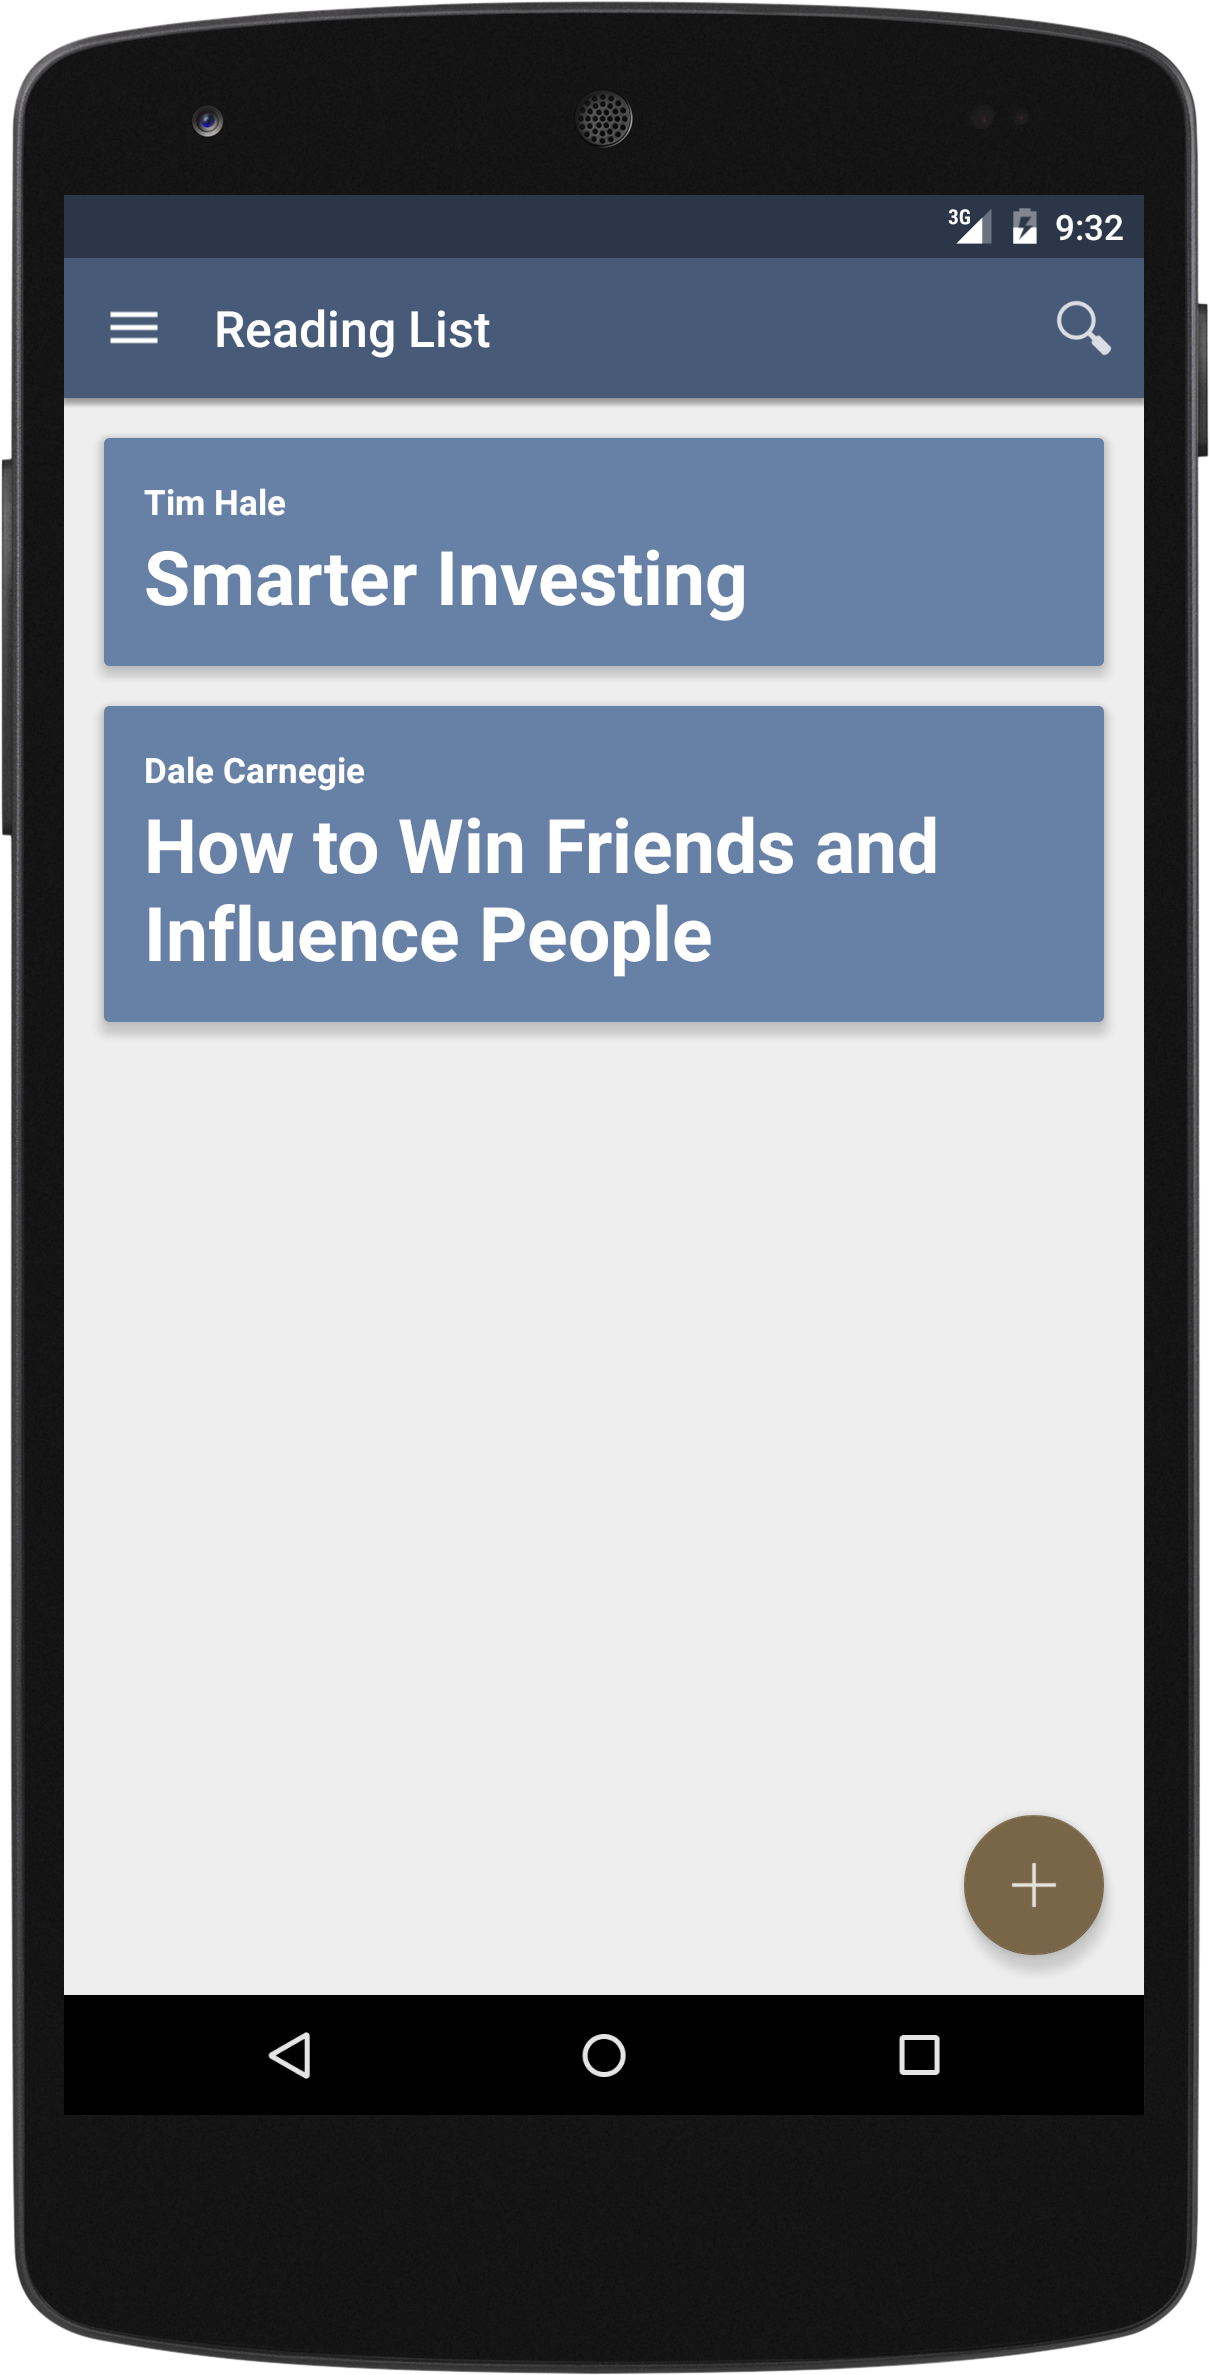 3G 9:32
Reading List
Tim Hale
Smarter Investing
Dale Carnegie
How to Win Friends and
Influence People